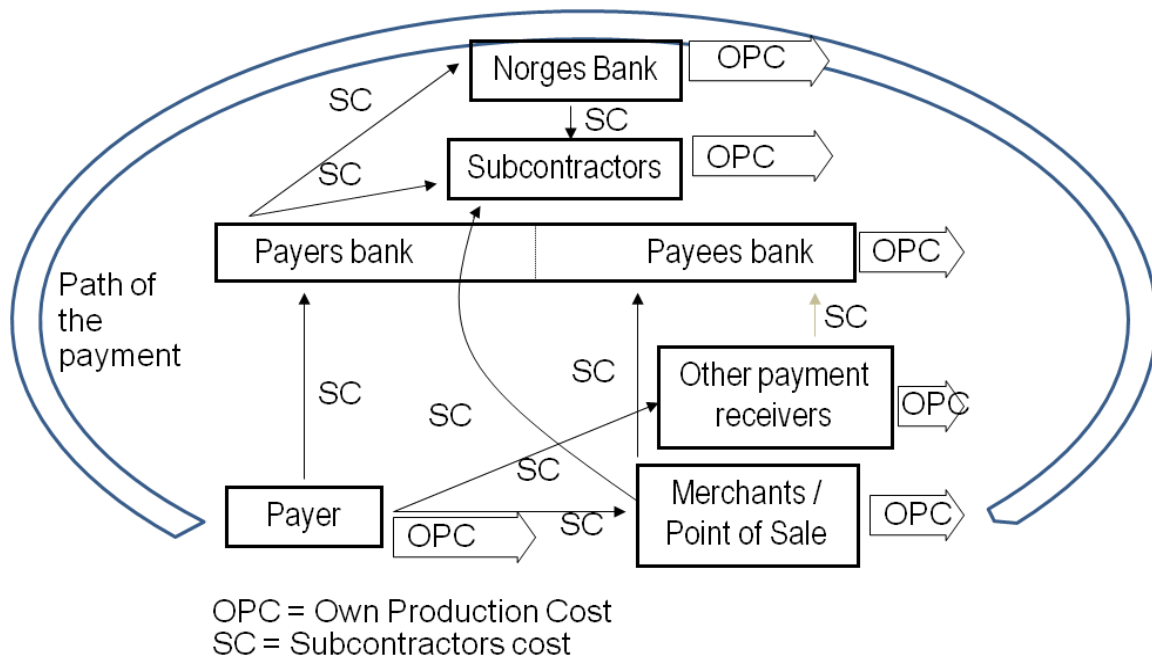 Norges Bank
OPC
SC
SC
Subcontractors
OPC
SC
Payers bank
Payees bank
OPC
Path of
the
payment
SC
SC
SC
Other payment
receivers
OPC
SC
SC
Payer
OPC
SC
Merchants /
Point of Sale
OPC
OPC = Own Production Cost
SC = Subcontractors cost